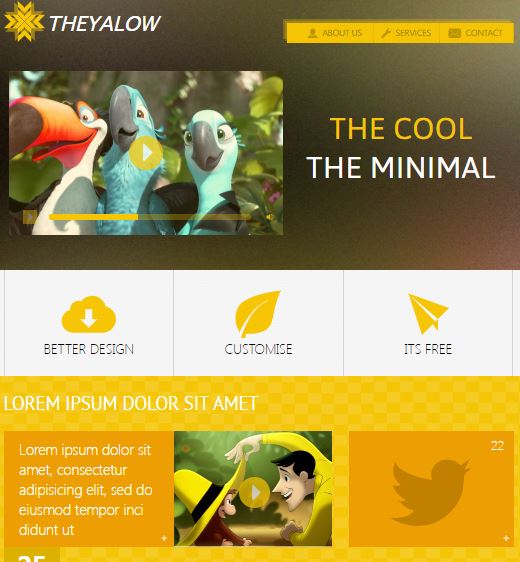 THEYALOW
ABOUT US
SERVICES
CONTACT
THE COOL
THE MINIMAL
BETTER DESIGN
CUSTOMISE
ITS FREE
LOREM IPSUM DOLOR SIT AMET
Lorem ipsum dolor sit
amet, consectetur
adipisicing elit, sed do
eiusmod tempor inci
didunt ut
+
22
+